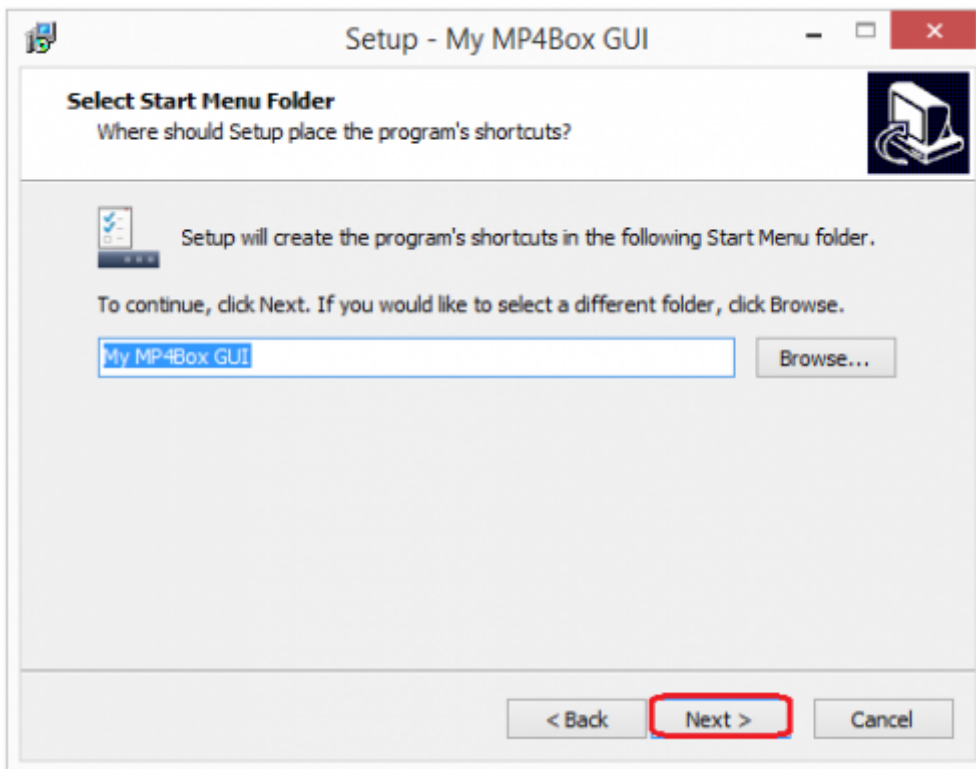 Setup - My MP4Box GUI
Select Start Menu Folder
Where should Setup place the program's shortcuts?
Setup will create the program's shortcuts in the following Start Menu folder.
To continue, click Next. If you would like to select a different folder, click Browse.
My MP4Box GUI
Browse...
< Back
Next >
Cancel